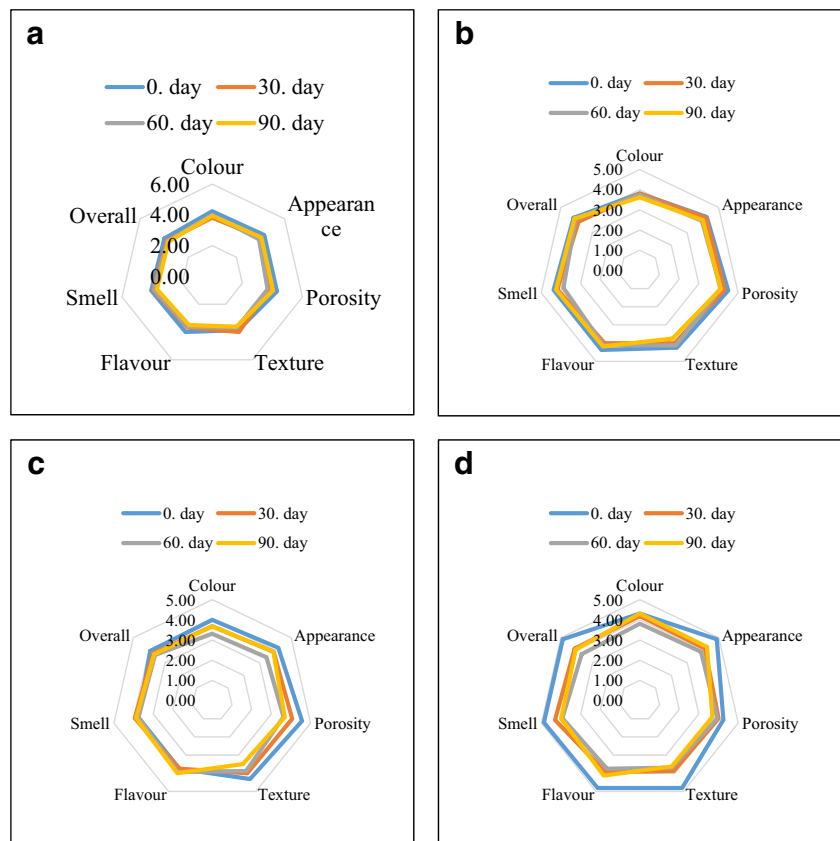 a
0. day 30. day
60. day 90. day
Colour
6.00
4.00
2.00
0.00
Appearan
ce
Porosity
Texture
Flavour
Smell
Overall
b
0. day 30. day
60. day 90. day
Colour
5.00
4.00
3.00
2.00
1.00
0.00
Appearance
Porosity
Texture
Flavour
Smell
Overall
c
0. day 30. day
60. day 90. day
Colour
5.00
4.00
3.00
2.00
1.00
0.00
Appearance
Porosity
Texture
Flavour
Smell
Overall
d
0. day 30. day
60. day 90. day
Colour
5.00
4.00
3.00
2.00
1.00
0.00
Appearance
Porosity
Texture
Flavour
Smell
Overall